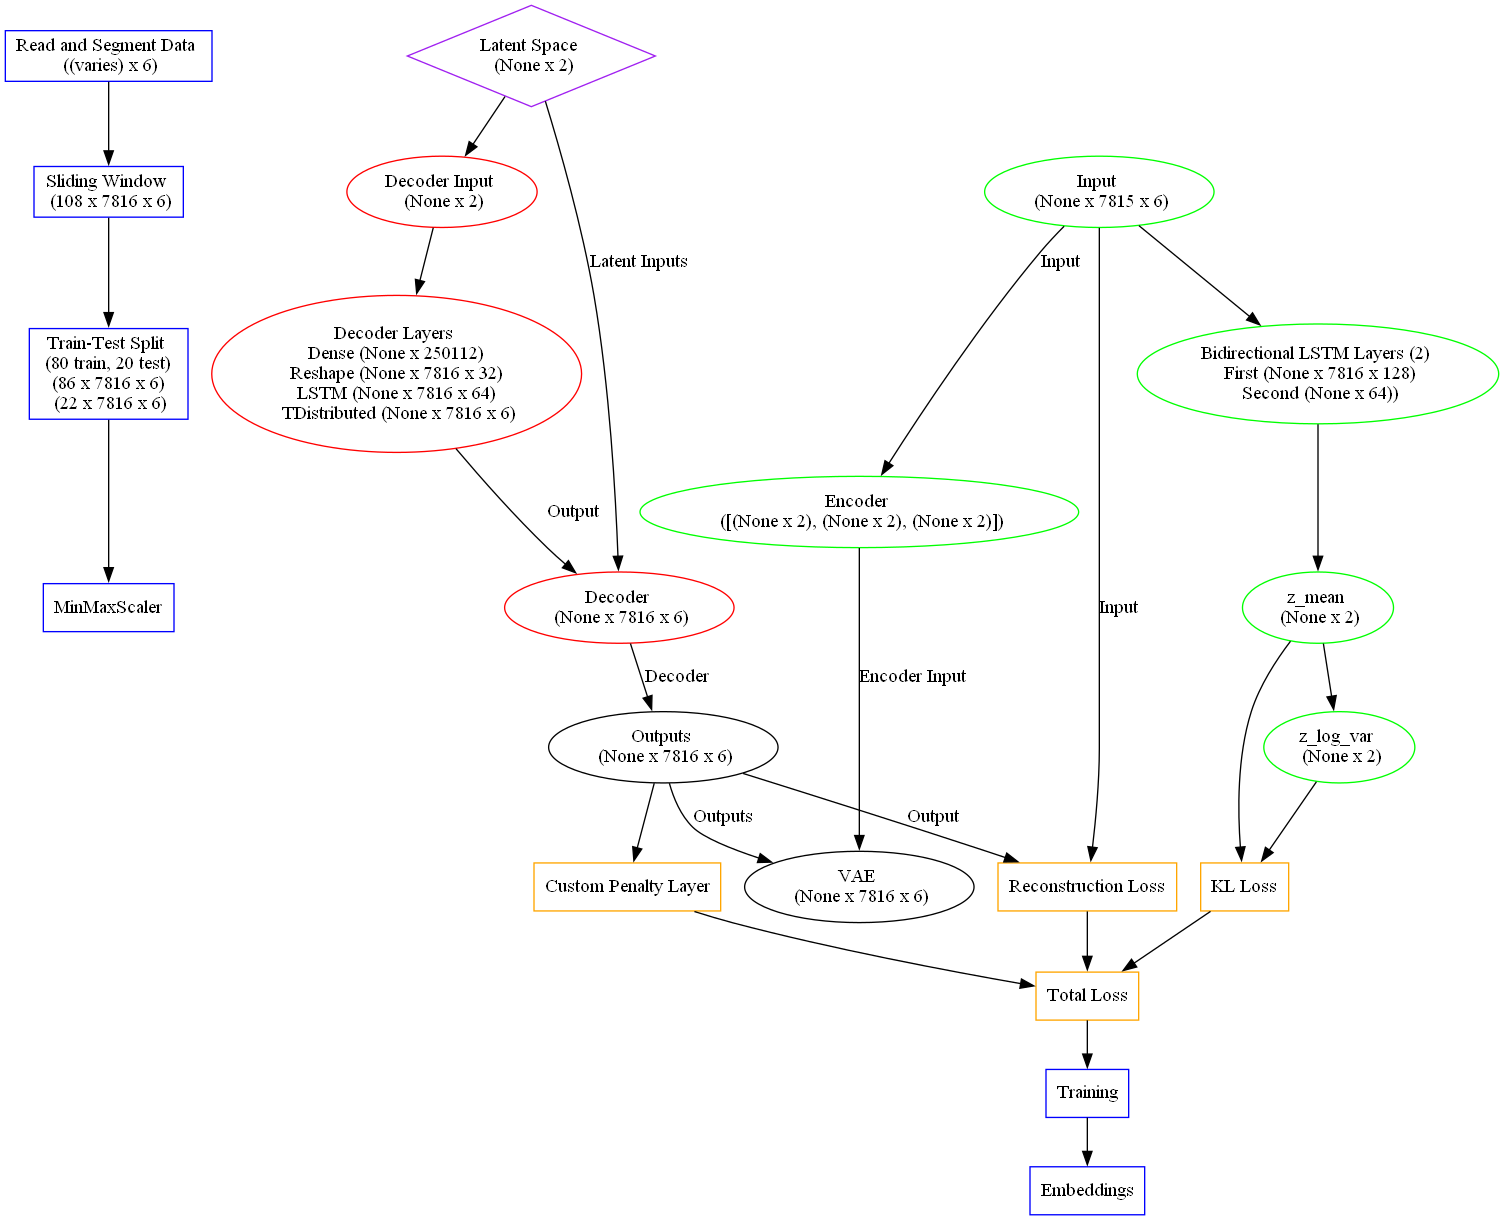 Read and Segment Data
((varies) x 6)
Sliding Window
(108 x 7816 x 6)
Train-Test Split
(80 train, 20 test)
(86 x 7816 x 6)
(22 x 7816 x 6)
MinMaxScaler
Latent Space
(None x 2)
Decoder Input
(None x 2)
Latent Inputs
Decoder Layers
Dense (None x 250112)
Reshape (None x 7816 x 32)
LSTM (None x 7816 x 64)
TDistributed (None x 7816 x 6)
Output
Decoder
(None x 7816 x 6)
Decoder
Outputs
(None x 7816 x 6)
Outputs
Output
Custom Penalty Layer
Input
(None x 7815 x 6)
Input
Encoder
([(None x 2), (None x 2), (None x 2)])
Encoder Input
VAE
(None x 7816 x 6)
Input
Bidirectional LSTM Layers (2)
First (None x 7816 x 128)
Second (None x 64))
z_mean
(None x 2)
z_log_var
(None x 2)
Reconstruction Loss
KL Loss
Total Loss
Training
Embeddings